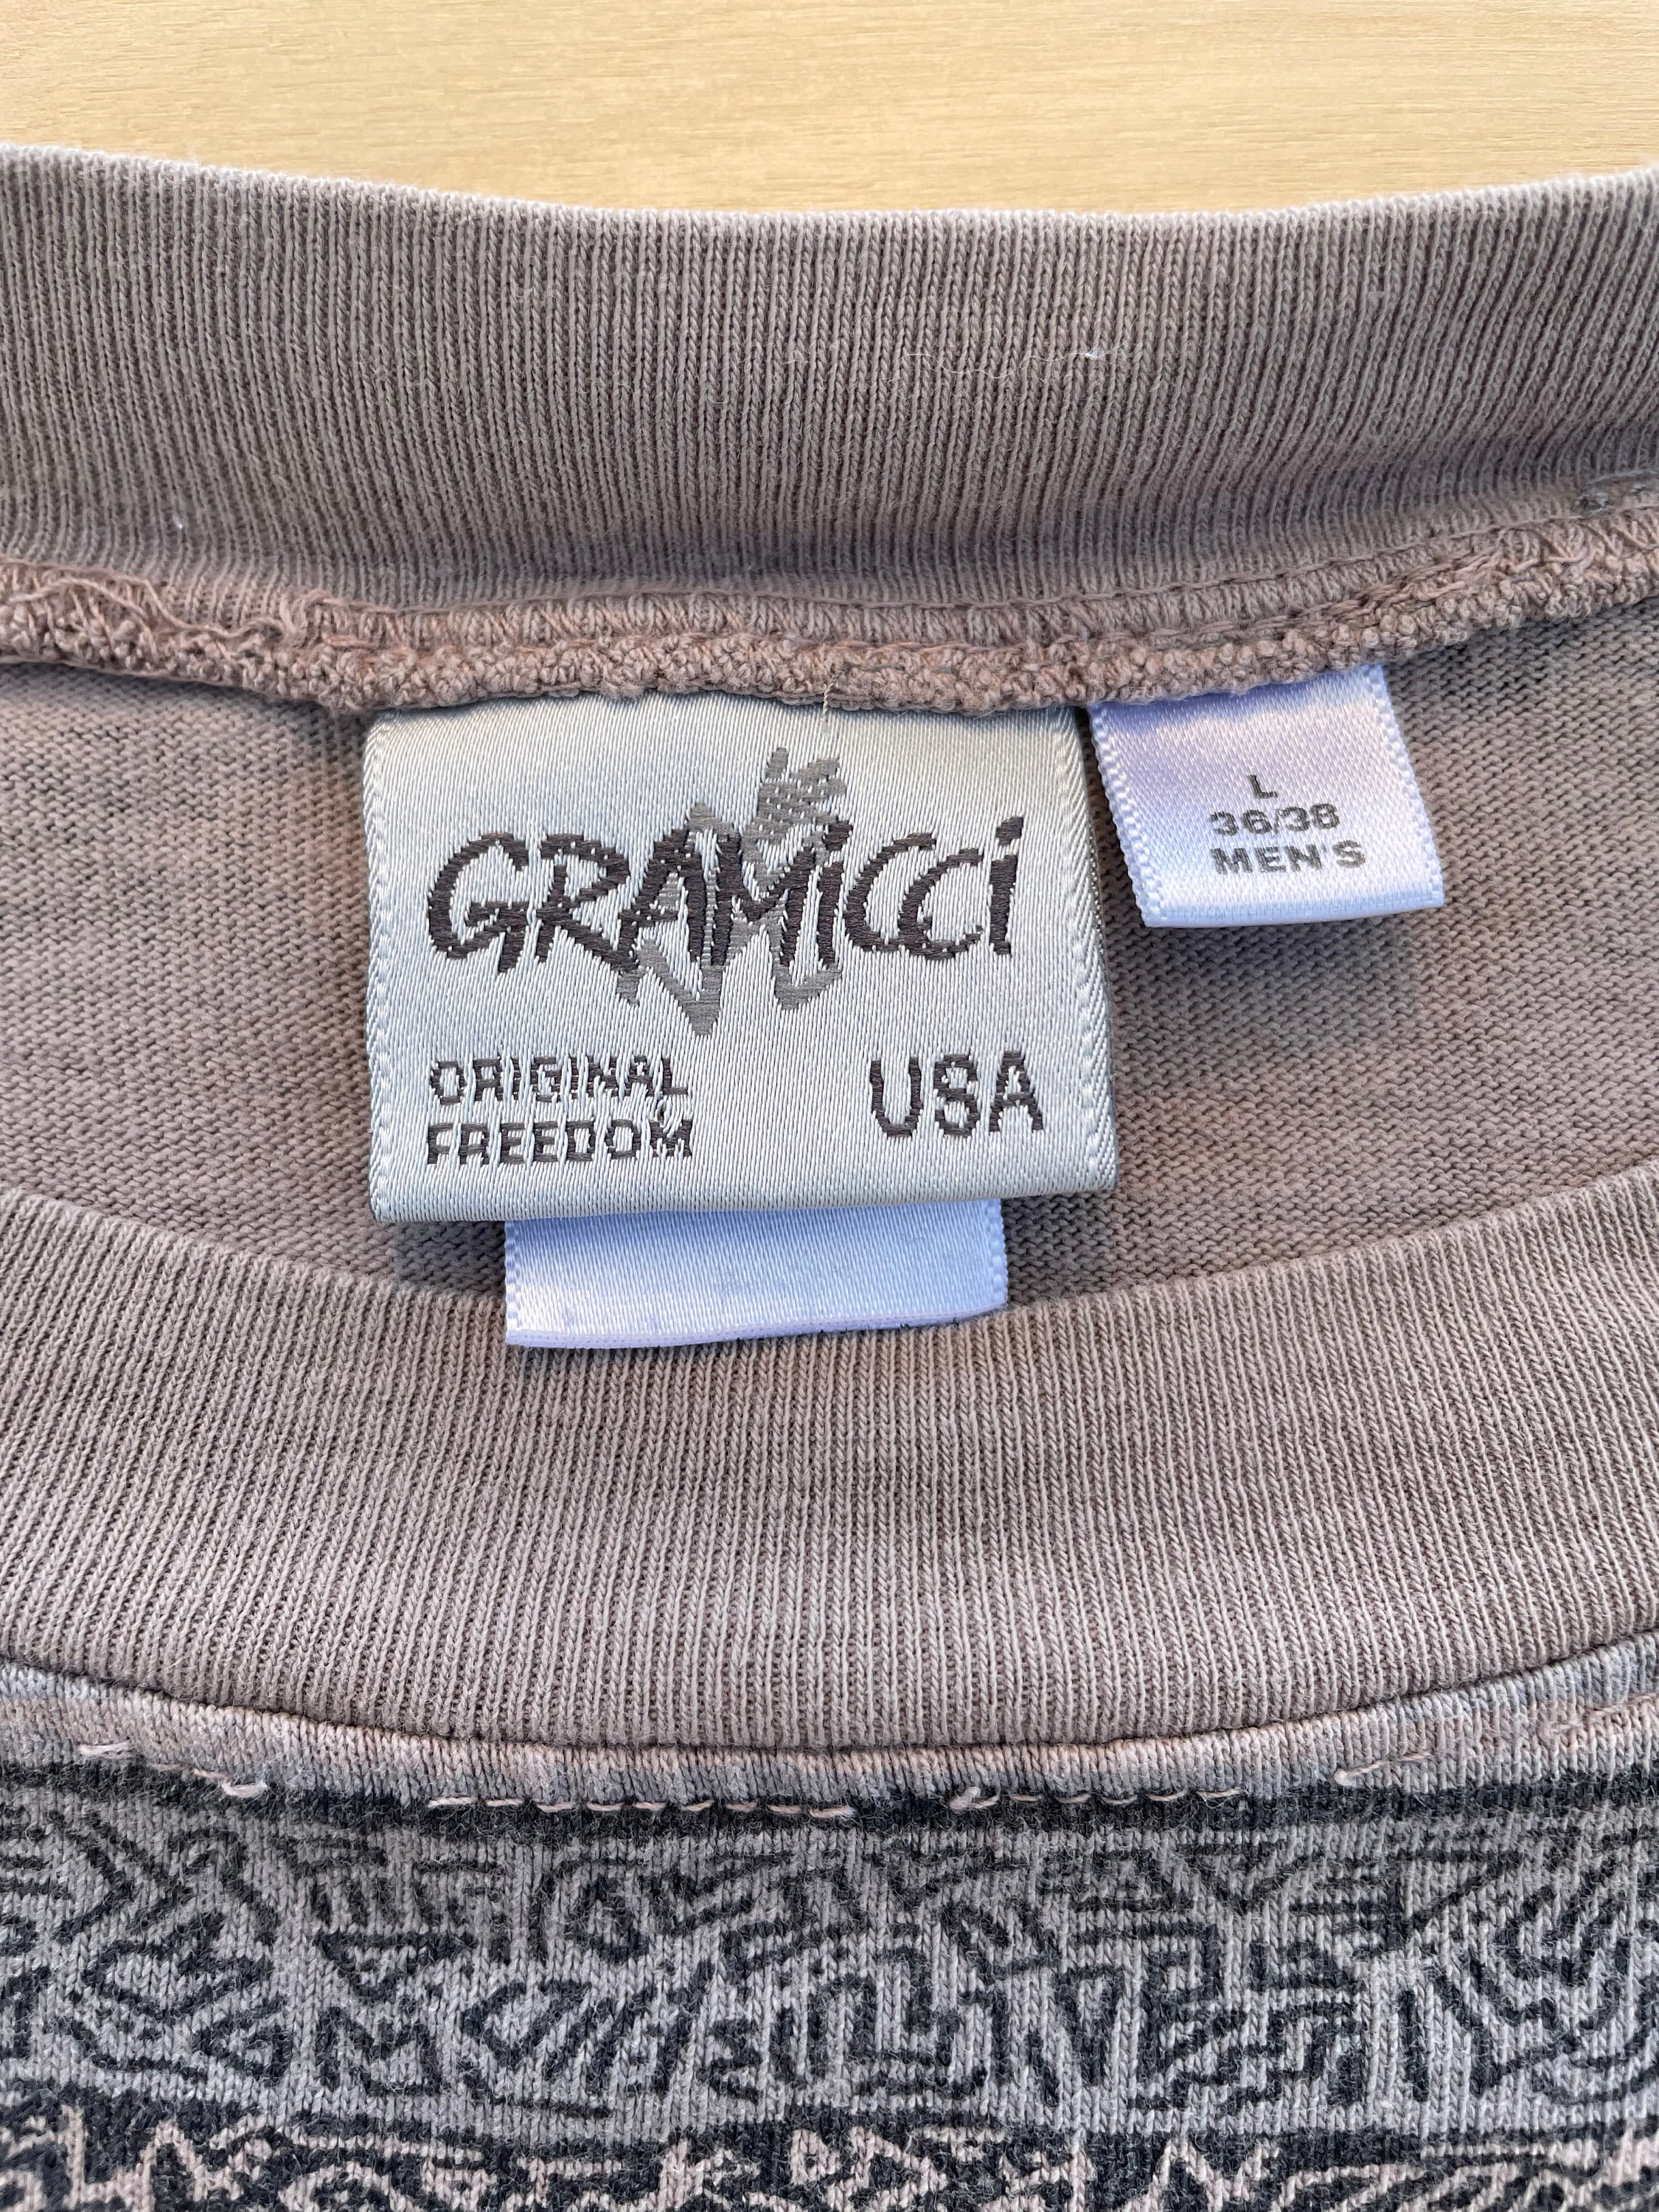 GRAMiCCi
ORIGINAL
FREEDOM
USA
L
36/38
MEN'S